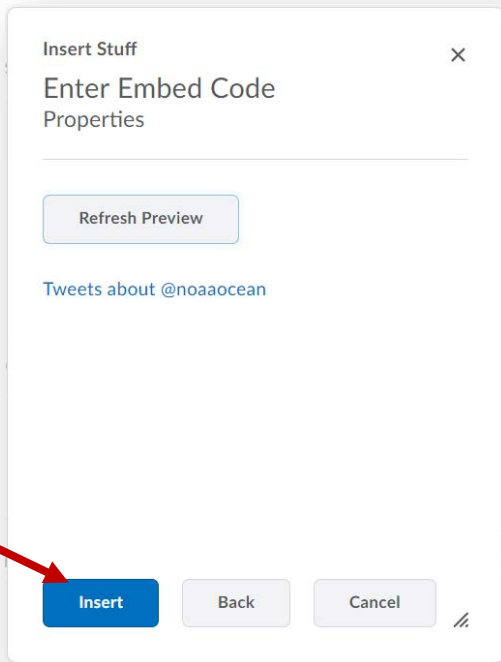 Insert Stuff
Enter Embed Code
Properties
Refresh Preview
Tweets about @noaaocean
Insert Back Cancel